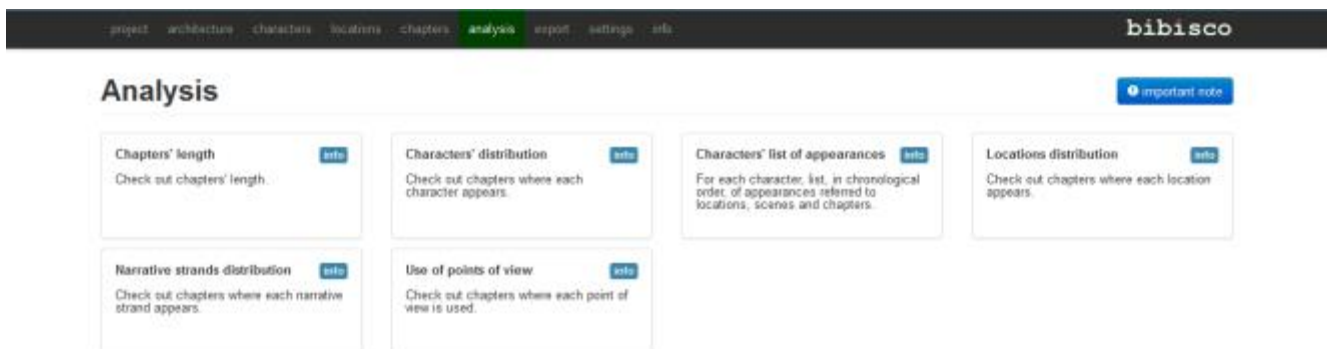 project architecture characters locations chapters analysis export settings info
bibisco
Analysis
important note
Chapters' length info
Check out chapters' length.
Characters' distribution info
Check out chapters where each
character appears.
Characters' list of appearances info
For each character, list, in chronological
order, of appearances referred to
locations, scenes and chapters.
Locations distribution info
Check out chapters where each location
appears.
Narrative strands distribution info
Check out chapters where each narrative
strand appears.
Use of points of view info
Check out chapters where each point of
view is used.